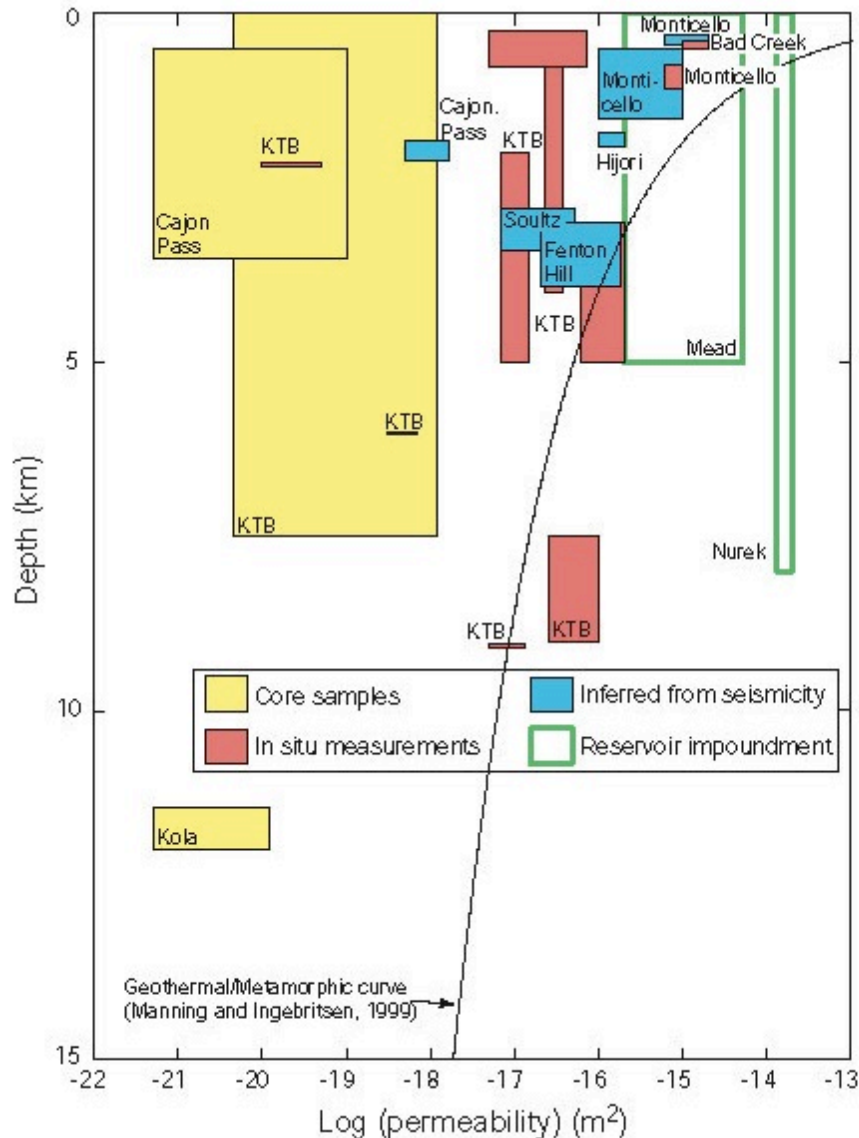 0
Monticello
Bad Creek
Monti-
cello
Monticello
Cajon.
Pass
KTB
KTB
Hijori
Cajon
Pass
Soultz
Fenton
Hill
KTB
Mead
5
KTB
KTB
Nurek
KTB
KTB
Depth (km)
Core samples
Inferred from seismicity
10
In situ measurements
Reservoir impoundment
Kola
Geothermal/Metamorphic curve
(Manning and Ingebritsen, 1999)
15
-22 -21 -20 -19 -18 -17 -16 -15 -14 -13
Log (permeability) (m²)